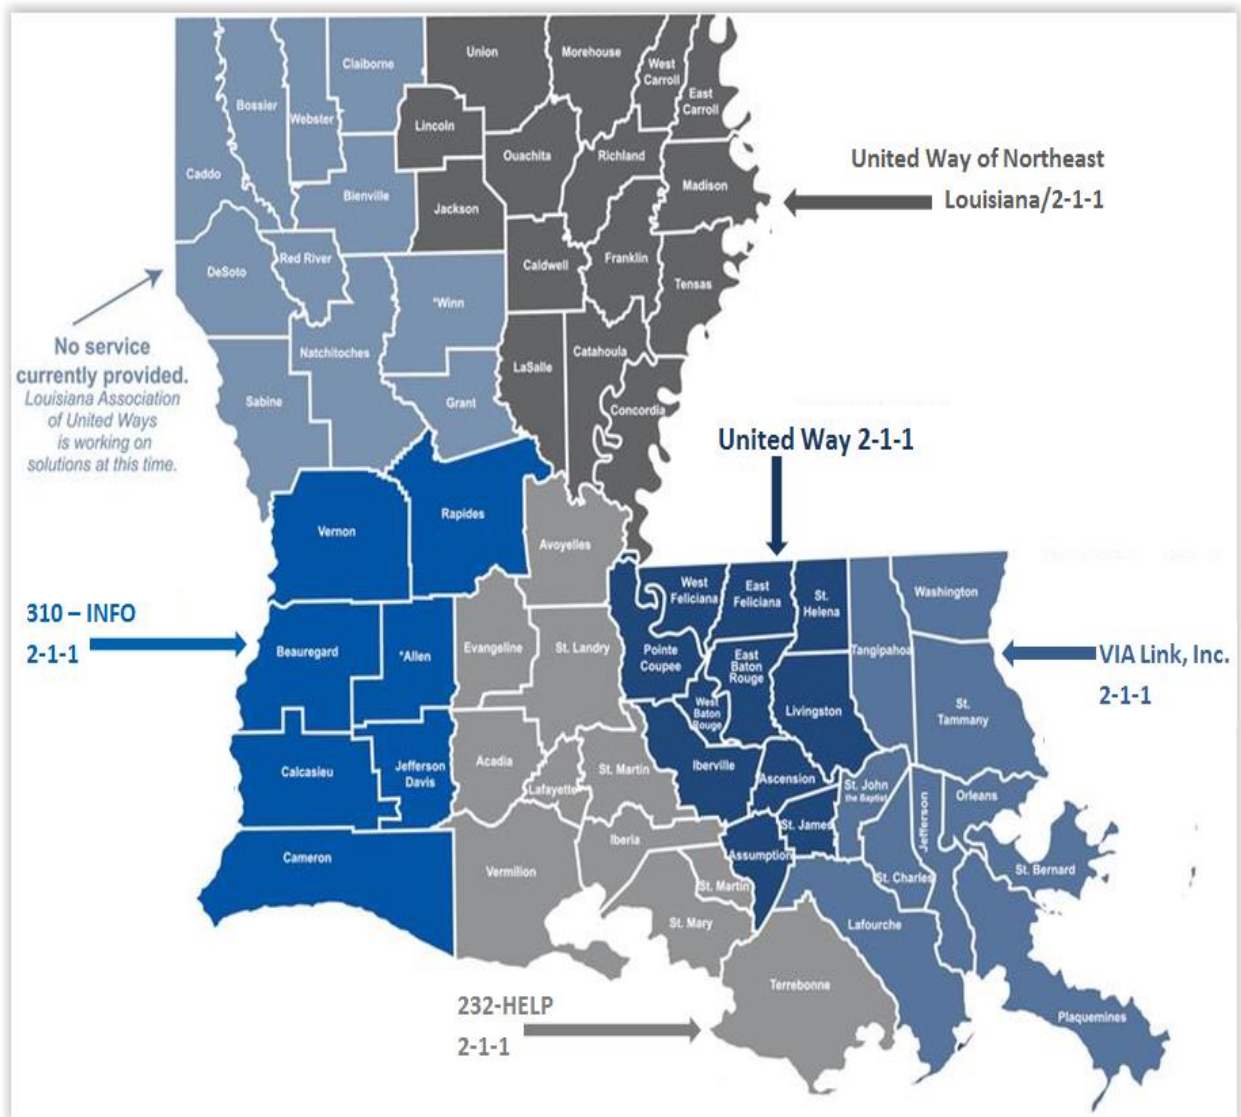 Union
Morehouse
West
Carroll
East
Carroll
Claiborne
Bossier
Webster
Lincoln
Ouachita
Richland
Madison
Caddo
Bienville
Jackson
United Way of Northeast
Louisiana/2-1-1
DeSoto
Red River
*Winn
Caldwell
Franklin
Tensas
No service
currently provided.
Louisiana Association
of United Ways
is working on
solutions at this time.
Natchitoches
Sabine
Grant
LaSalle
Catahoula
Concordia
United Way 2-1-1
Vernon
Rapides
Avoyelles
310 – INFO
2-1-1
Beauregard
*Allen
Evangeline
St. Landry
Pointe
Coupee
West
Feliciana
East
Feliciana
St.
Helena
Tangipahoa
Washington
St.
Tammany
VIA Link, Inc.
2-1-1
East
Baton
Rouge
West
Baton
Rouge
Livingston
Calcasieu
Jefferson
Davis
Acadia
Lafayette
St. Martin
Iberville
Ascension
St. John
the Baptist
Jefferson
Orleans
St. James
Cameron
Vermilion
Iberia
Assumption
St. Martin
St. Charles
St. Bernard
St. Mary
Lafourche
Terrebonne
Plaquemines
232-HELP
2-1-1